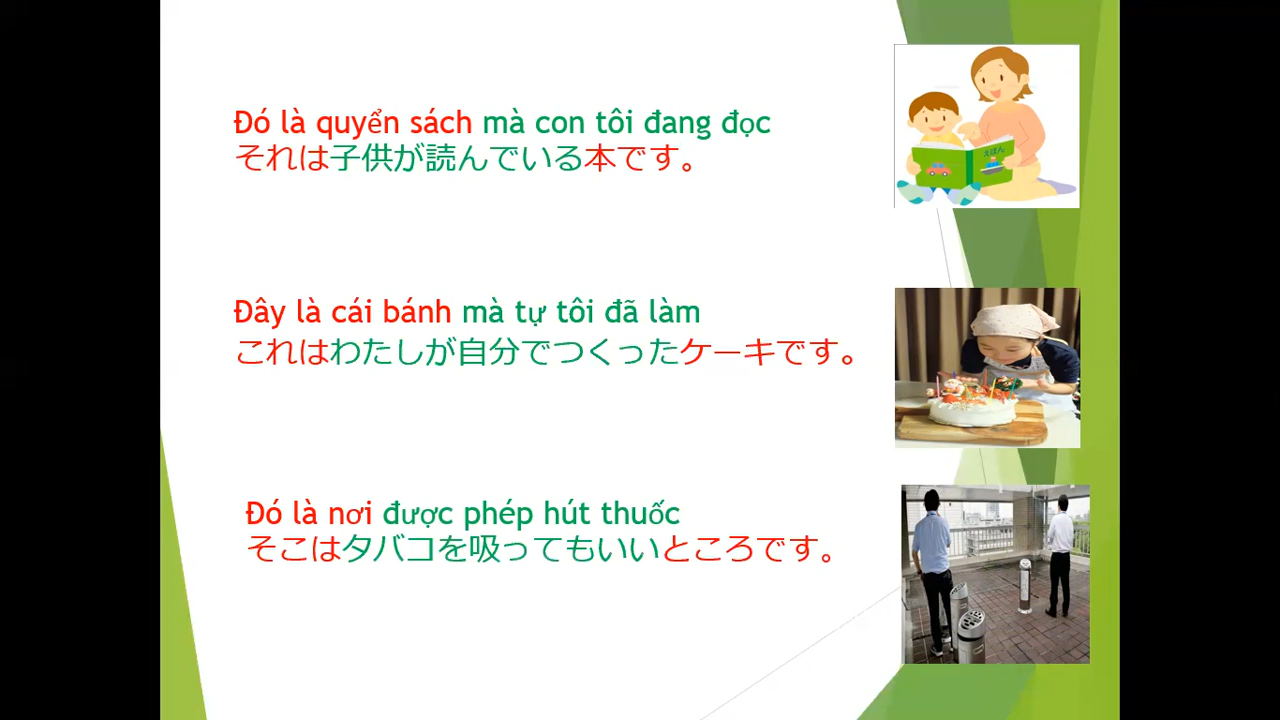 Đó là quyển sách mà con tôi đang đọc
それは子供が読んでいる本です。
えほん
Đây là cái bánh mà tự tôi đã làm
これはわたしが自分でつくったケーキです。
Đó là nơi được phép hút thuốc
そこはタバコを吸ってもいいところです。